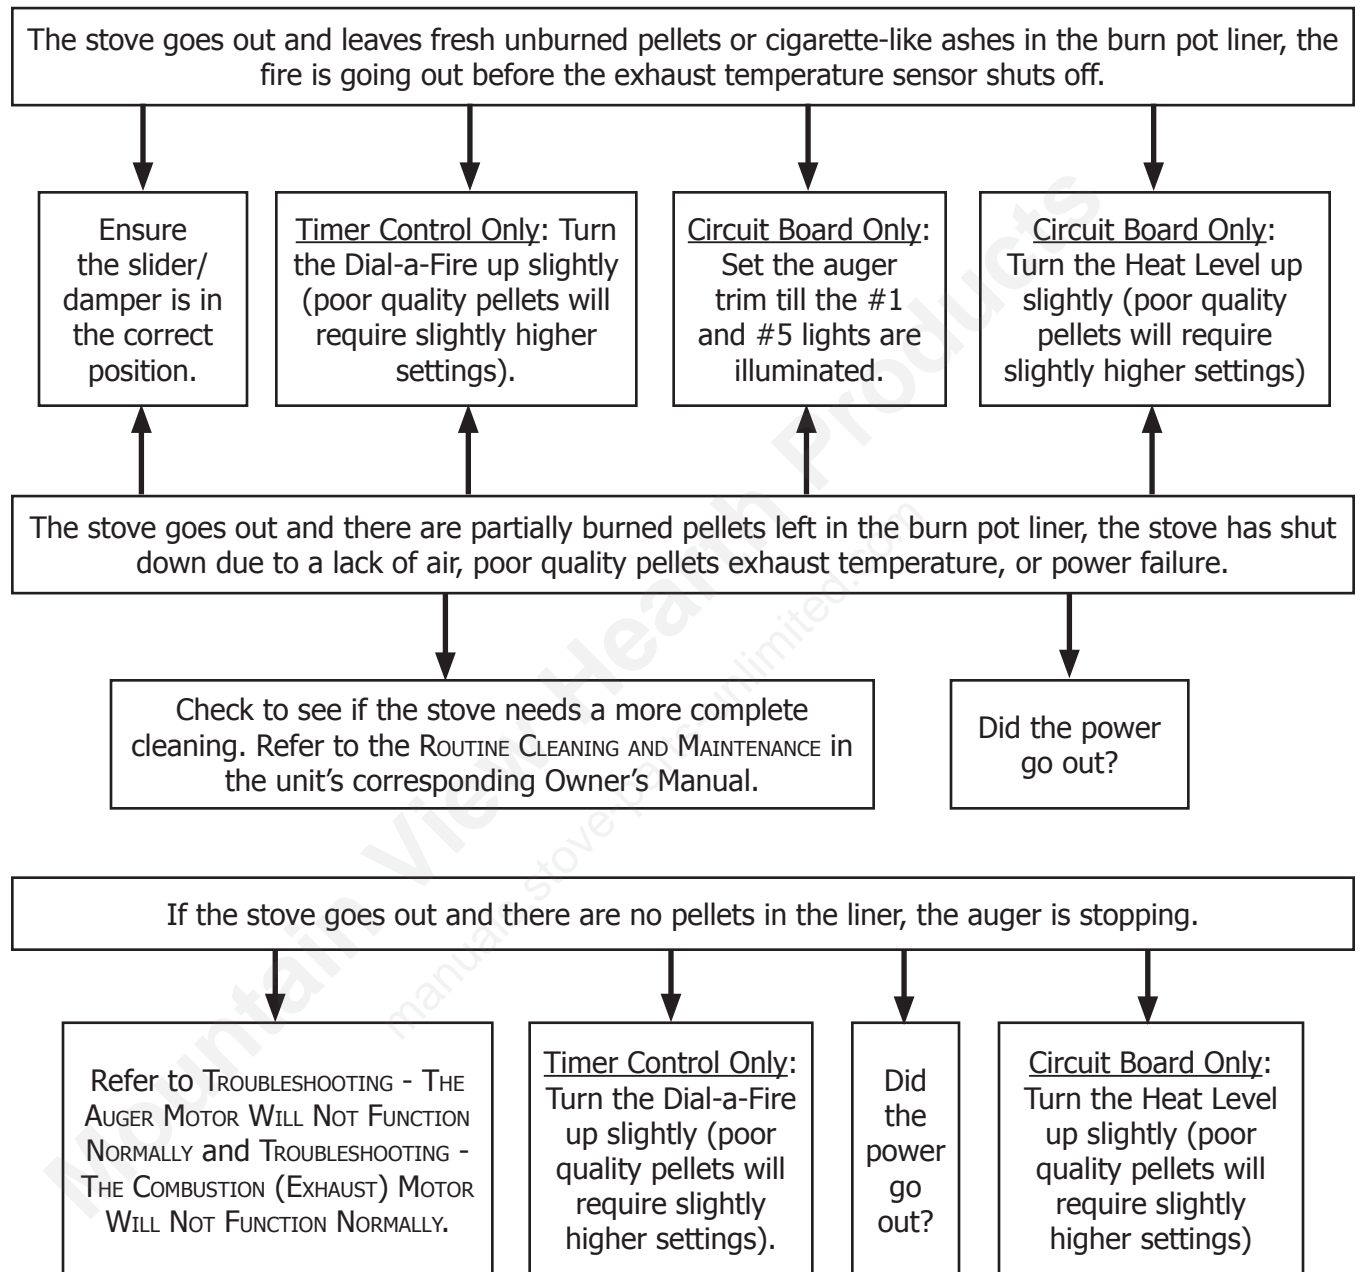 The stove goes out and leaves fresh unburned pellets or cigarette-like ashes in the burn pot liner, the
fire is going out before the exhaust temperature sensor shuts off.
Ensure
the slider/
damper is in
the correct
position.
Timer Control Only: Turn
the Dial-a-Fire up slightly
(poor quality pellets will
require slightly higher
settings).
Circuit Board Only:
Set the auger
trim till the #1
and #5 lights are
illuminated.
Circuit Board Only:
Turn the Heat Level up
slightly (poor quality
pellets will require
slightly higher settings)
The stove goes out and there are partially burned pellets left in the burn pot liner, the stove has shut
down due to a lack of air, poor quality pellets exhaust temperature, or power failure.
Check to see if the stove needs a more complete
cleaning. Refer to the ROUTINE CLEANING AND MAINTENANCE in
the unit's corresponding Owner's Manual.
Did the power
go out?
If the stove goes out and there are no pellets in the liner, the auger is stopping.
Refer to TROUBLESHOOTING - THE
AUGER MOTOR WILL NOT FUNCTION
NORMALLY and TROUBLESHOOTING -
THE COMBUSTION (EXHAUST) MOTOR
WILL NOT FUNCTION NORMALLY.
Timer Control Only:
Turn the Dial-a-Fire
up slightly (poor
quality pellets will
require slightly
higher settings).
Did
the
power
go
out?
Circuit Board Only:
Turn the Heat Level
up slightly (poor
quality pellets will
require slightly
higher settings)
Mountain View Hearth Products
manuals.stove-parts-unlimited.com